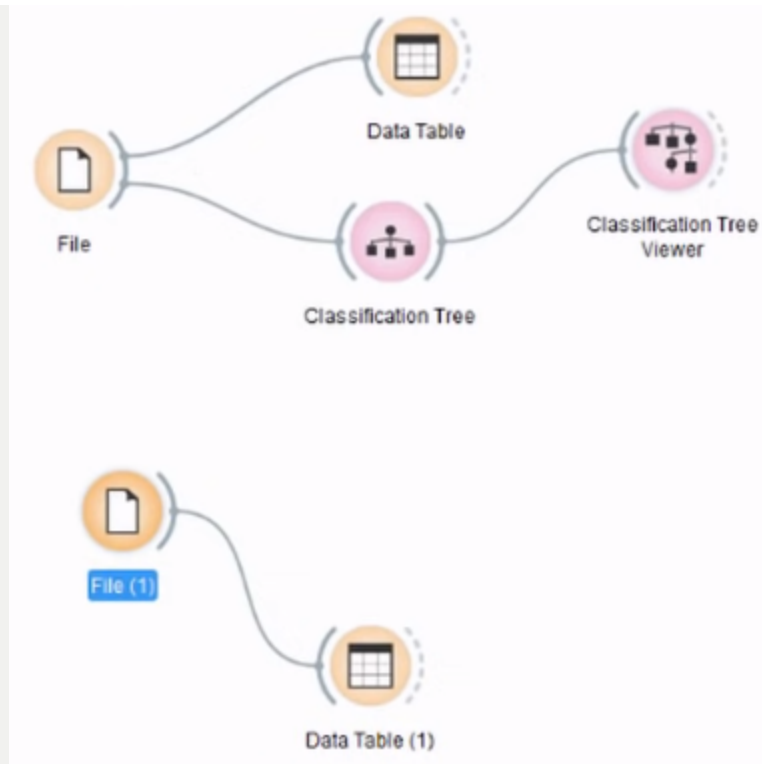 Data Table
File
Classification Tree
Viewer
Classification Tree
File (1)
Data Table (1)